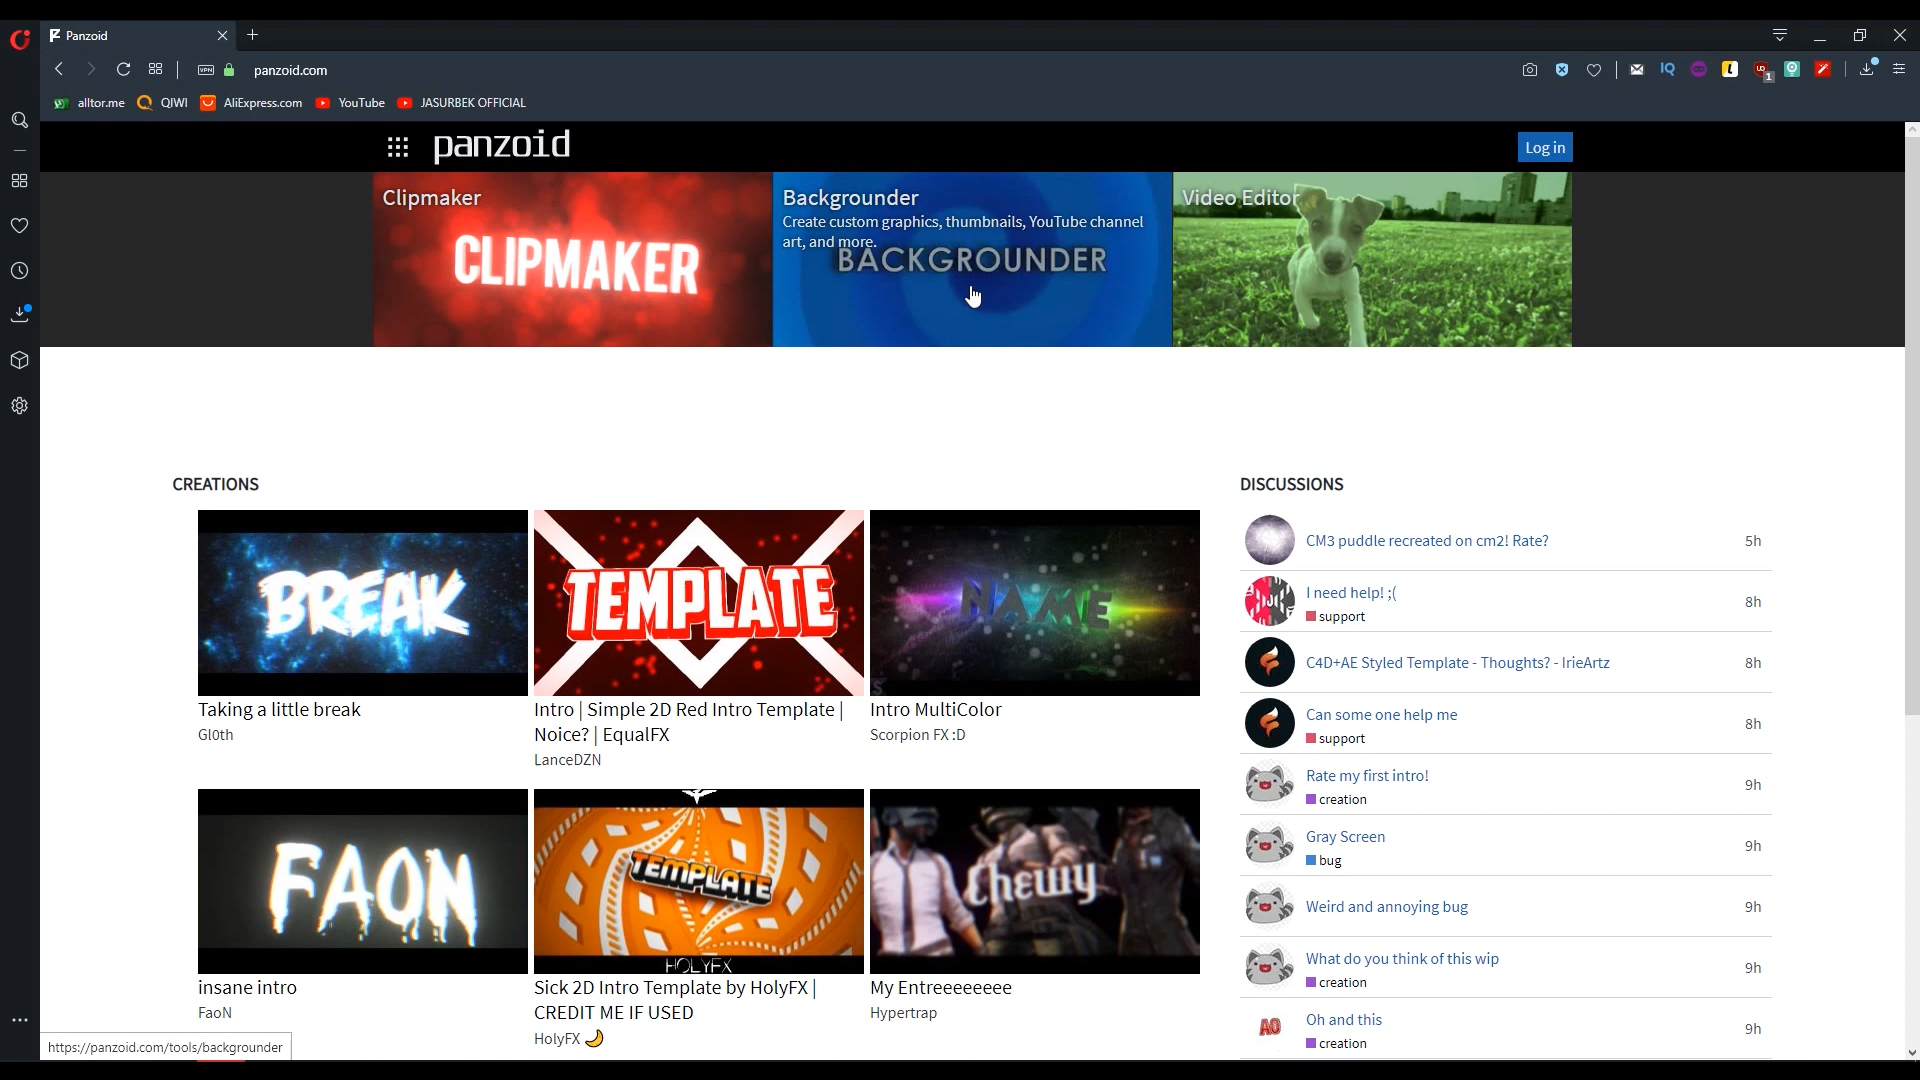 Panzoid
VPN
panzoid.com
IQ
1
alltor.me
QIWI
AliExpress.com
YouTube
JASURBEK OFFICIAL
panzoid
Log in
Clipmaker
CLIPMAKER
Backgrounder
Create custom graphics, thumbnails, YouTube channel
art, and more.
BACKGROUNDER
Video Editor
CREATIONS
BREAK
Taking a little break
Gl0th
TEMPLATE
Intro | Simple 2D Red Intro Template |
Noice? | EqualFX
LanceDZN
NAME
Intro MultiColor
Scorpion FX :D
FAON
insane intro
FaoN
TEMPLATE
HOLYFX
Sick 2D Intro Template by HolyFX |
CREDIT ME IF USED
HolyFX 🌙
Chewy
My Entreeeeeeee
Hypertrap
DISCUSSIONS
CM3 puddle recreated on cm2! Rate?
5h
I need help! ;(
support
8h
C4D+AE Styled Template - Thoughts? - IrieArtz
8h
Can some one help me
support
8h
Rate my first intro!
creation
9h
Gray Screen
bug
9h
Weird and annoying bug
9h
What do you think of this wip
creation
9h
AO
Oh and this
creation
9h
https://panzoid.com/tools/backgrounder